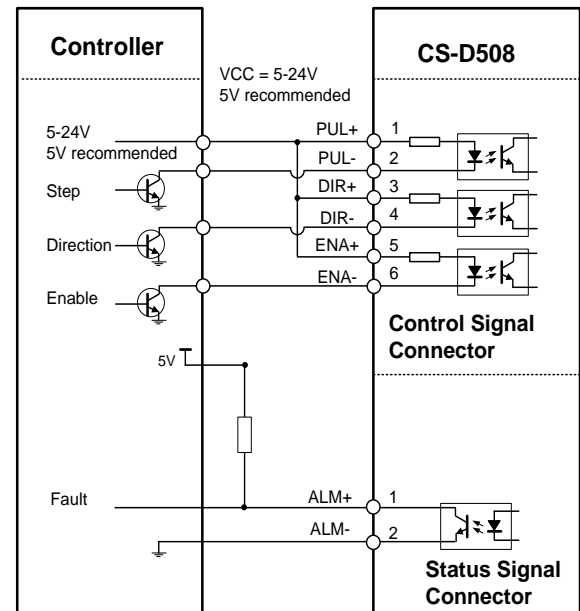 Controller
CS-D508
VCC = 5-24V
5V recommended
5-24V
5V recommended
PUL+
1
PUL-
2
Step
DIR+
3
DIR-
4
Direction
ENA+
5
ENA-
6
Enable
Control Signal
Connector
5V
Fault
ALM+
1
ALM-
2
Status Signal
Connector